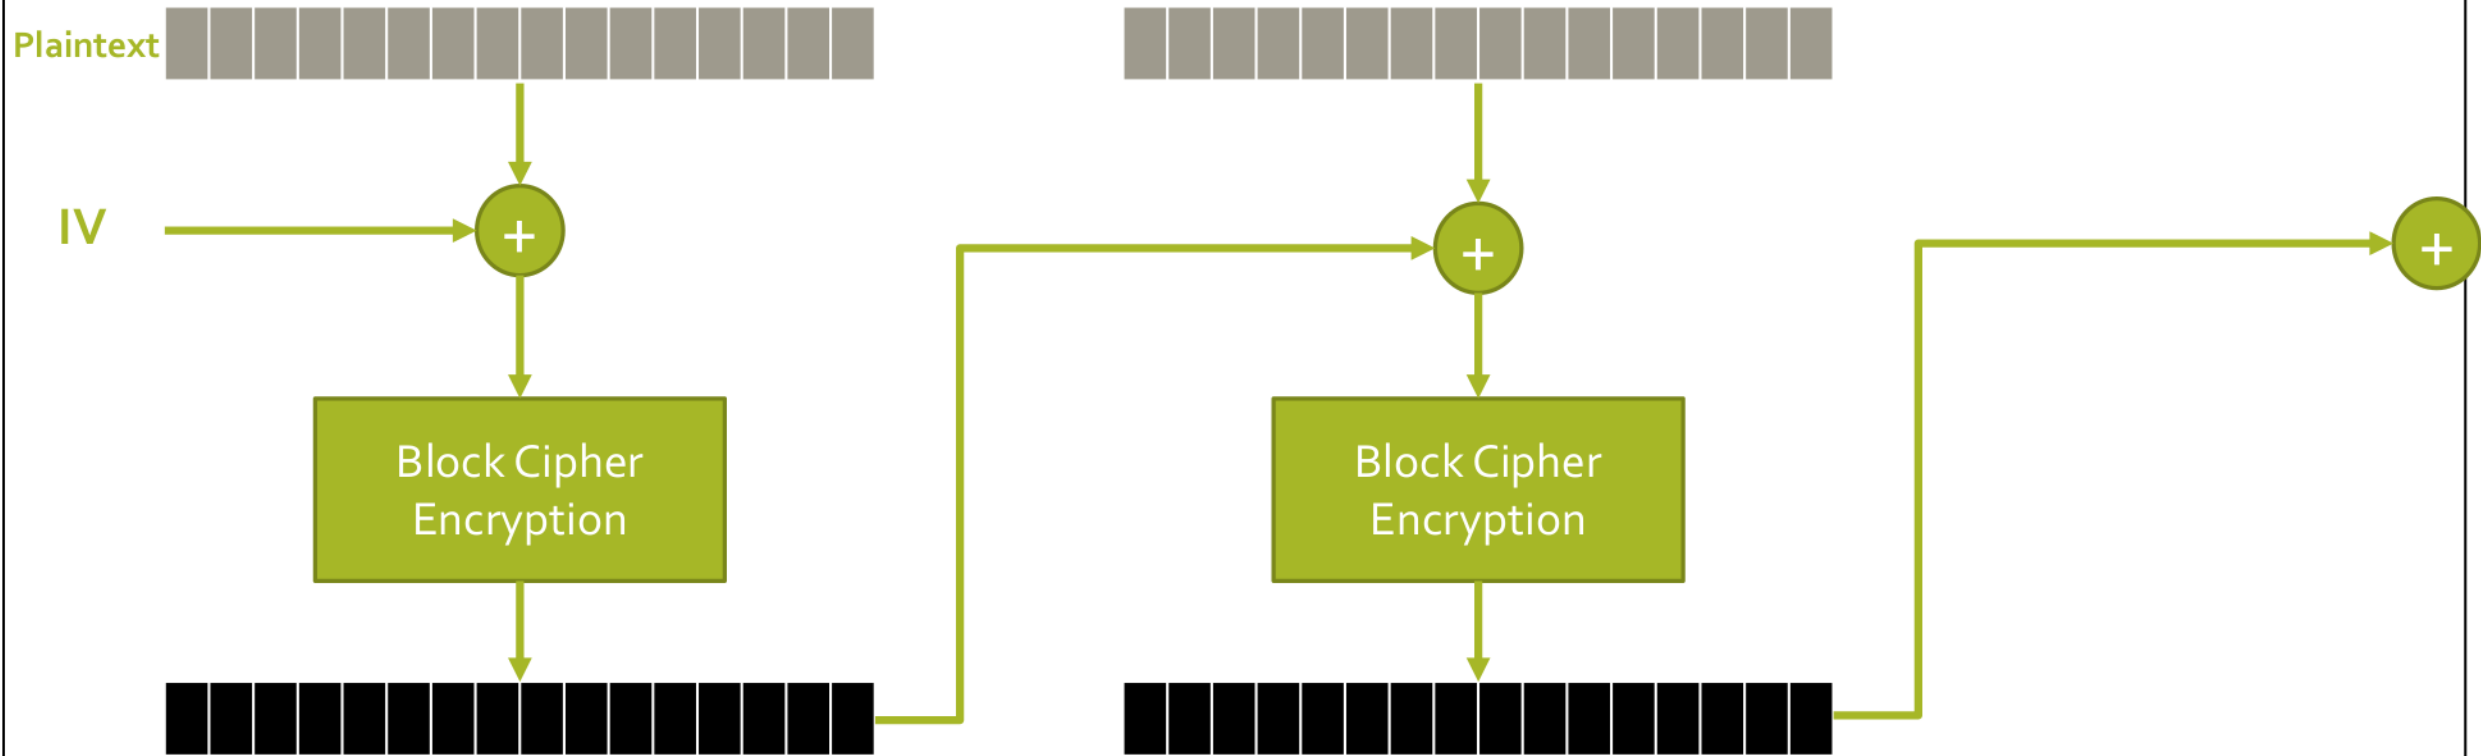 Plaintext
IV
+
+
+
Block Cipher
Encryption
Block Cipher
Encryption